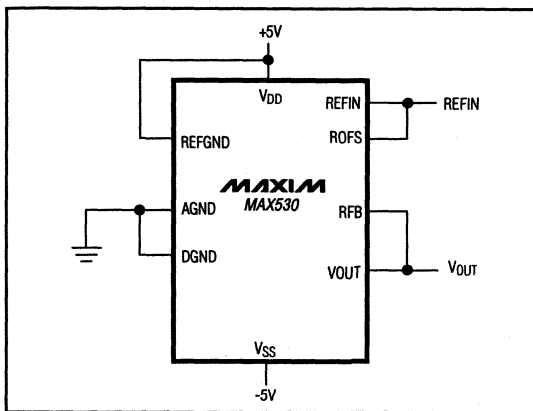 +5V
VDD
REFIN
REFIN
REFGND
ROFS
MAXIM
MAX530
AGND
RFB
DGND
VOUT
VOUT
VSS
-5V